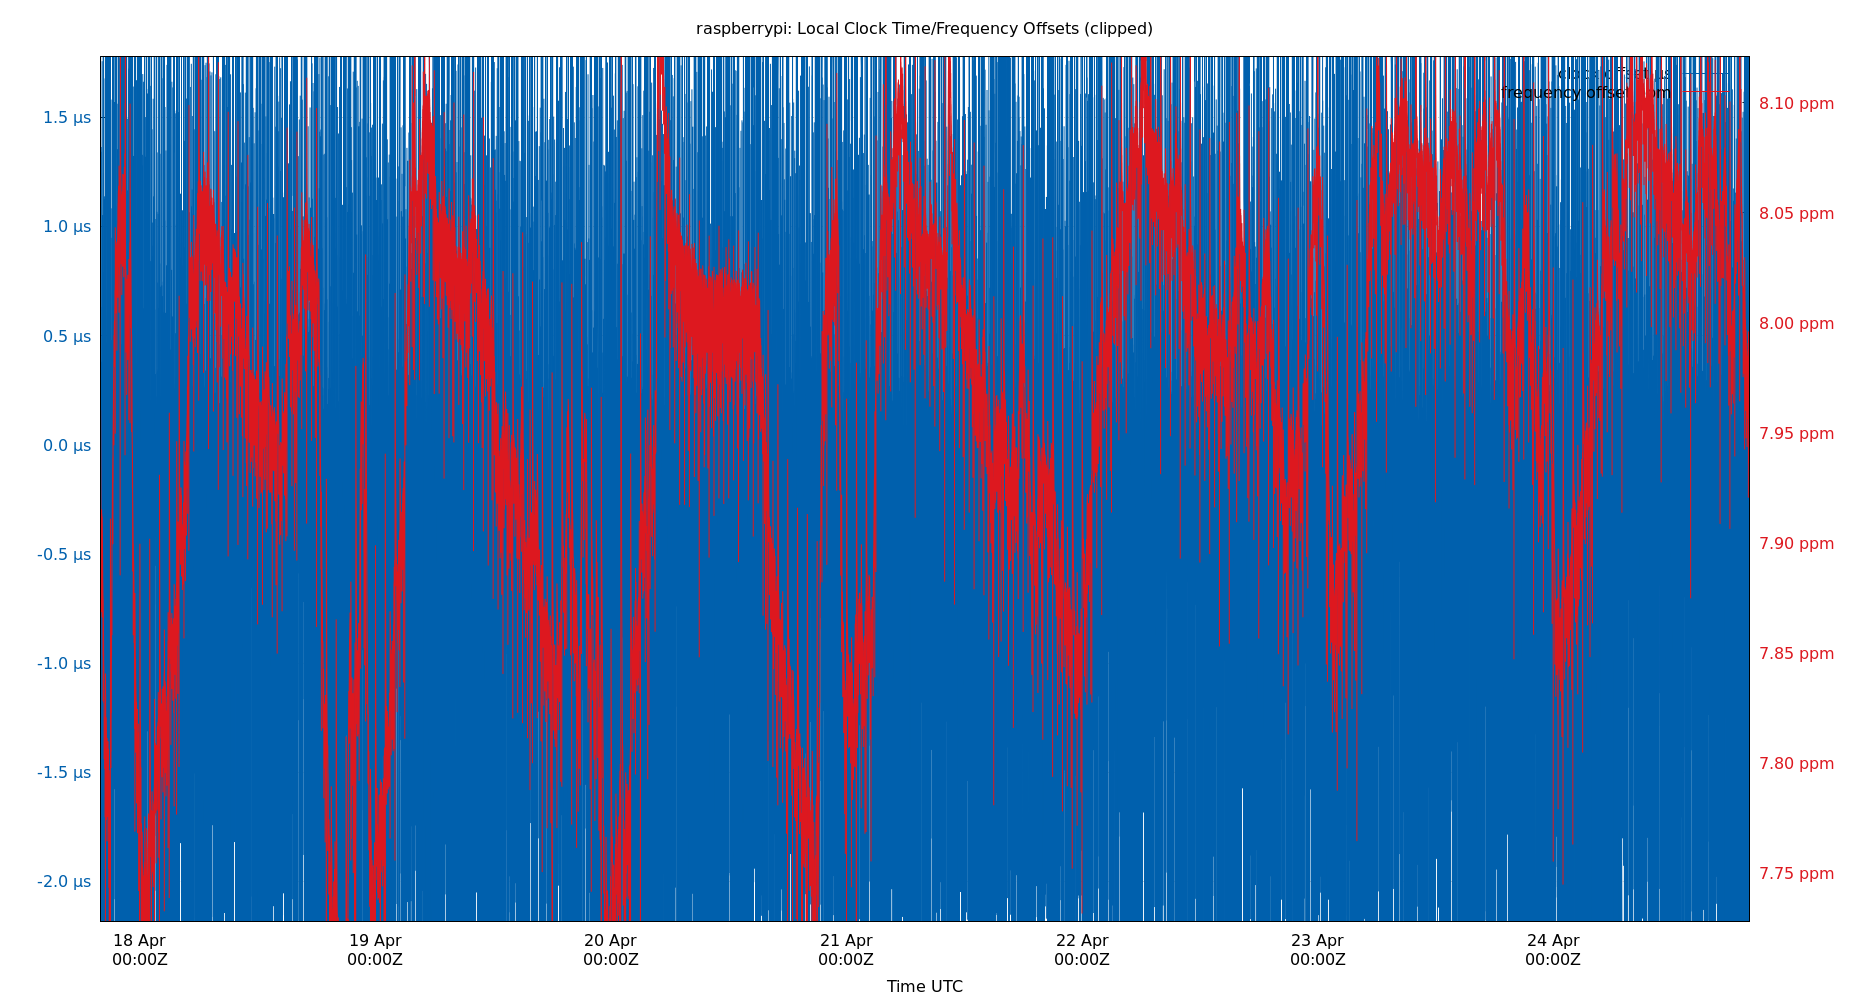 raspberrypi: Local Clock Time/Frequency Offsets (clipped)
clock offset µs
frequency offset ppm
1.5 µs
1.0 µs
0.5 µs
0.0 µs
-0.5 µs
-1.0 µs
-1.5 µs
-2.0 µs
8.10 ppm
8.05 ppm
8.00 ppm
7.95 ppm
7.90 ppm
7.85 ppm
7.80 ppm
7.75 ppm
18 Apr 19 Apr 20 Apr 21 Apr 22 Apr 23 Apr 24 Apr
00:00Z 00:00Z 00:00Z 00:00Z 00:00Z 00:00Z 00:00Z
Time UTC